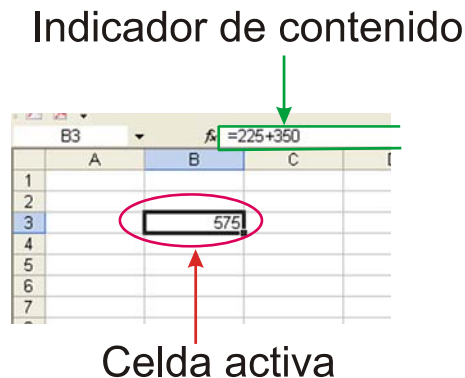 Indicador de contenido
B3 fx =225+350
A B C
1
2
3 575
4
5
6
7
Celda activa